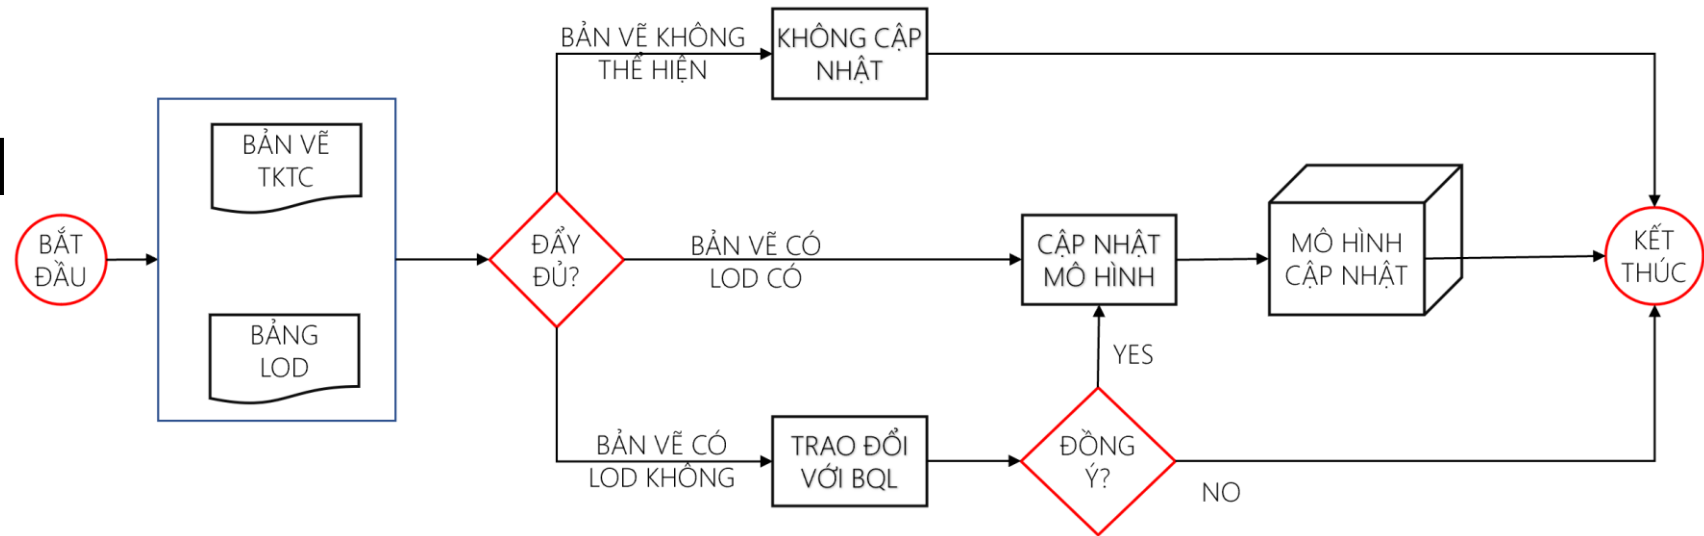 BẢN VẼ KHÔNG
THỂ HIỆN
KHÔNG CẬP
NHẬT
BẢN VẼ
TKTC
BẮT
ĐẦU
BẢNG
LOD
ĐẨY
ĐỦ?
BẢN VẼ CÓ
LOD CÓ
CẬP NHẬT
MÔ HÌNH
MÔ HÌNH
CẬP NHẬT
KẾT
THÚC
YES
BẢN VẼ CÓ
LOD KHÔNG
TRAO ĐỔI
VỚI BQL
ĐỒNG
Ý?
NO